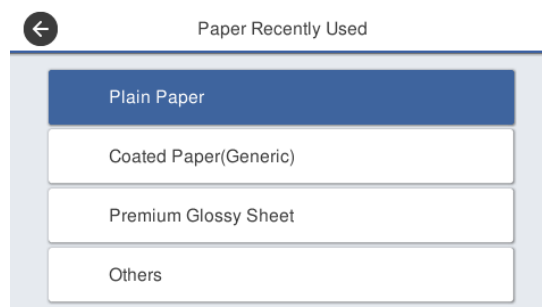 Paper Recently Used
Plain Paper
Coated Paper(Generic)
Premium Glossy Sheet
Others